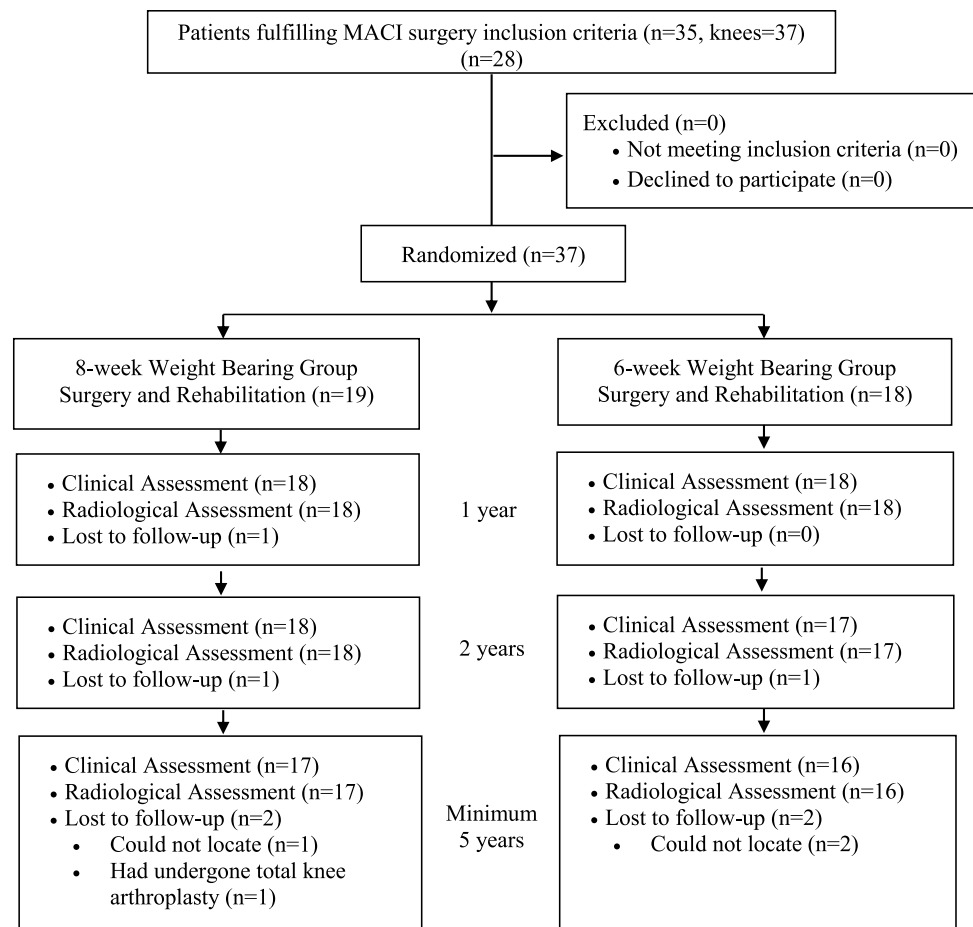 Patients fulfilling MACI surgery inclusion criteria (n=35, knees=37)
(n=28)
Excluded (n=0)
• Not meeting inclusion criteria (n=0)
• Declined to participate (n=0)
Randomized (n=37)
8-week Weight Bearing Group
Surgery and Rehabilitation (n=19)
6-week Weight Bearing Group
Surgery and Rehabilitation (n=18)
• Clinical Assessment (n=18)
• Radiological Assessment (n=18)
• Lost to follow-up (n=1)
1 year
• Clinical Assessment (n=18)
• Radiological Assessment (n=18)
• Lost to follow-up (n=0)
• Clinical Assessment (n=18)
• Radiological Assessment (n=18)
• Lost to follow-up (n=1)
2 years
• Clinical Assessment (n=17)
• Radiological Assessment (n=17)
• Lost to follow-up (n=1)
• Clinical Assessment (n=17)
• Radiological Assessment (n=17)
• Lost to follow-up (n=2)
• Could not locate (n=1)
• Had undergone total knee
arthroplasty (n=1)
Minimum
5 years
• Clinical Assessment (n=16)
• Radiological Assessment (n=16)
• Lost to follow-up (n=2)
• Could not locate (n=2)